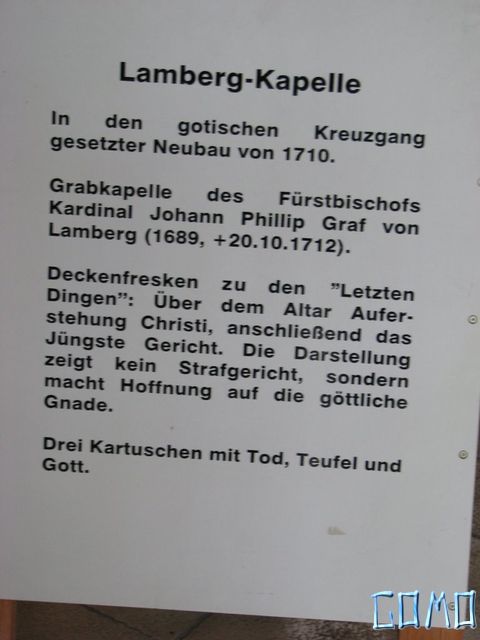 Lamberg-Kapelle
In den gotischen Kreuzgang
gesetzter Neubau von 1710.
Grabkapelle des Fürstbischofs
Kardinal Johann Phillip Graf von
Lamberg (1689, +20.10.1712).
Deckenfresken zu den "Letzten
Dingen": Über dem Altar Aufer-
stehung Christi, anschließend das
Jüngste Gericht. Die Darstellung
zeigt kein Strafgericht, sondern
macht Hoffnung auf die göttliche
Gnade.
Drei Kartuschen mit Tod, Teufel und
Gott.
COMO